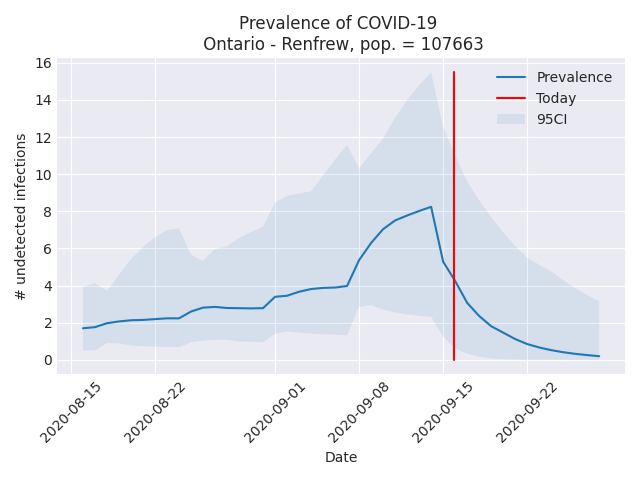 Prevalence of COVID-19
Ontario - Renfrew, pop. = 107663
# undetected infections
16
14
12
10
8
6
4
2
0
Prevalence
Today
95CI
2020-08-15
2020-08-22
2020-09-01
2020-09-08
2020-09-15
2020-09-22
Date